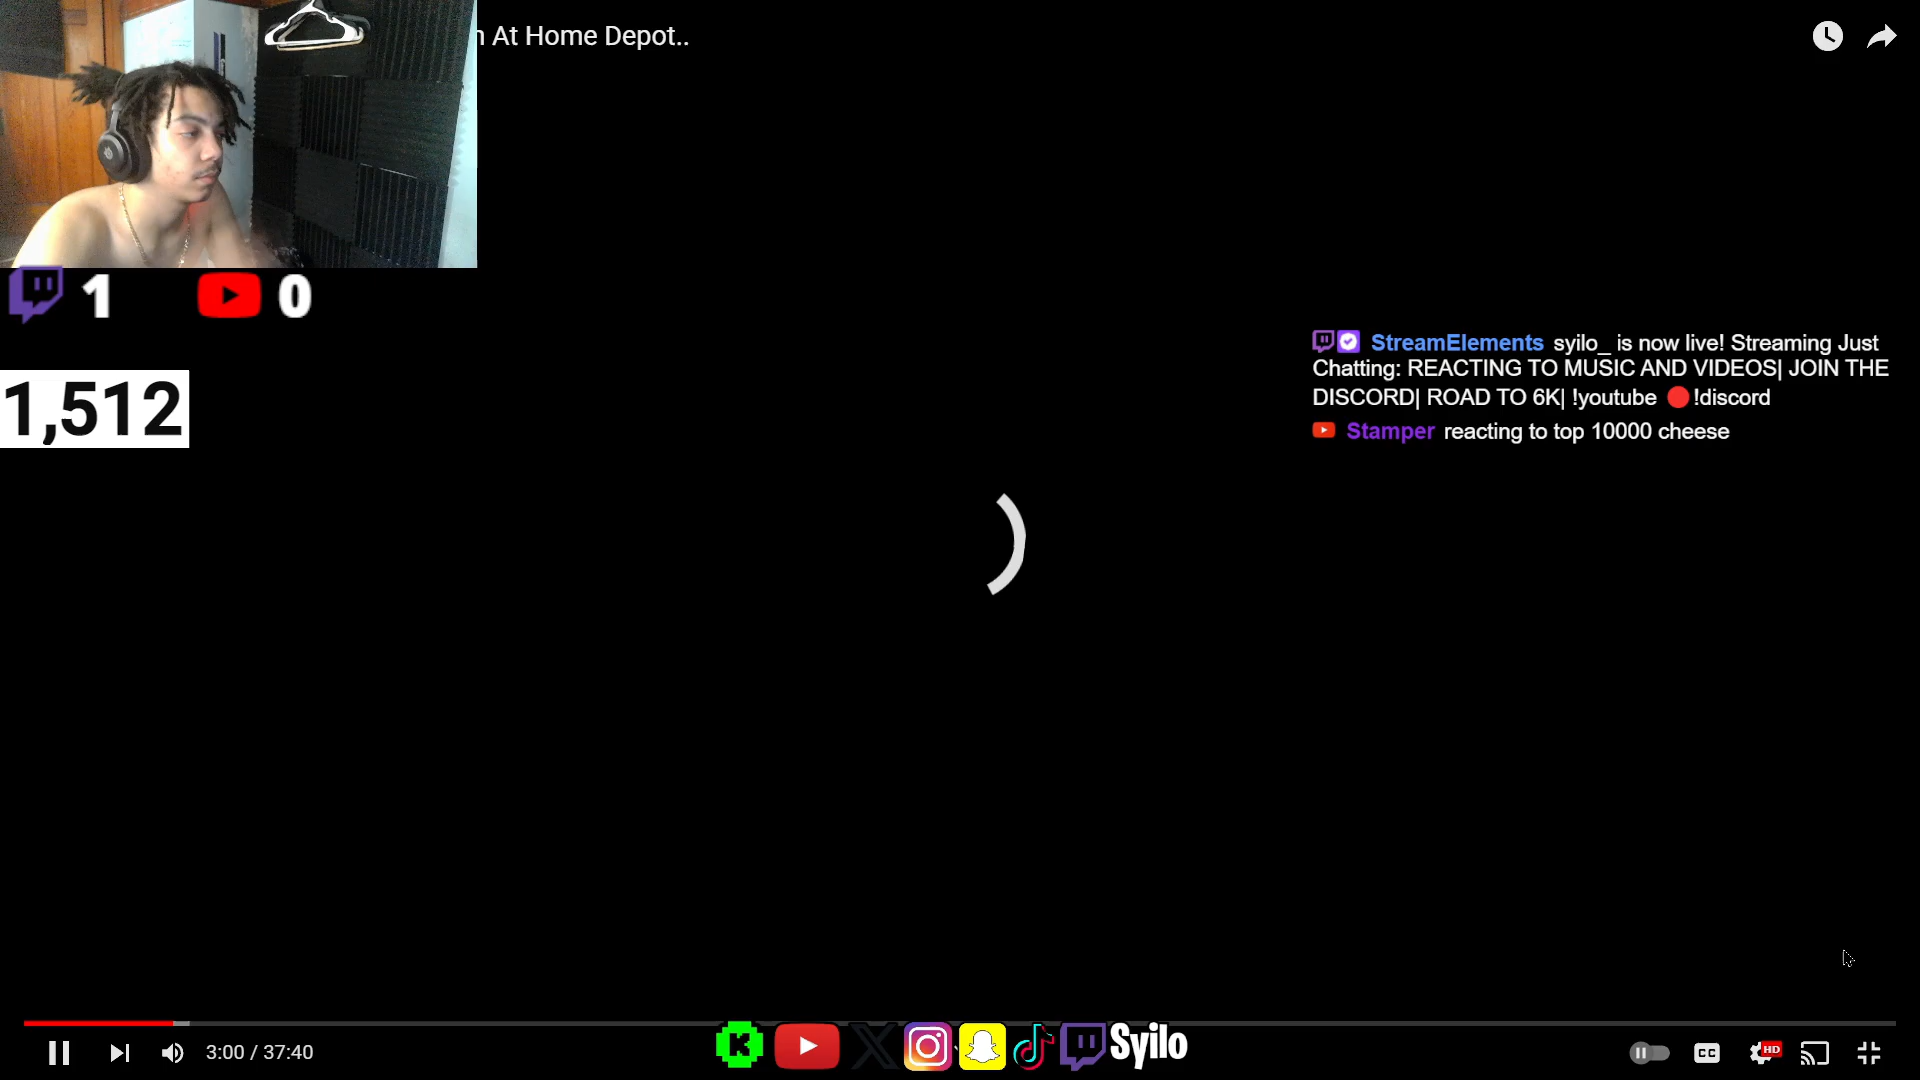 At Home Depot..
1
0
StreamElements syilo_ is now live! Streaming Just
Chatting: REACTING TO MUSIC AND VIDEOS| JOIN THE
DISCORD| ROAD TO 6K| !youtube 🔴!discord
Stamper reacting to top 10000 cheese
1,512
3:00 / 37:40
K
Syilo
CC
HD